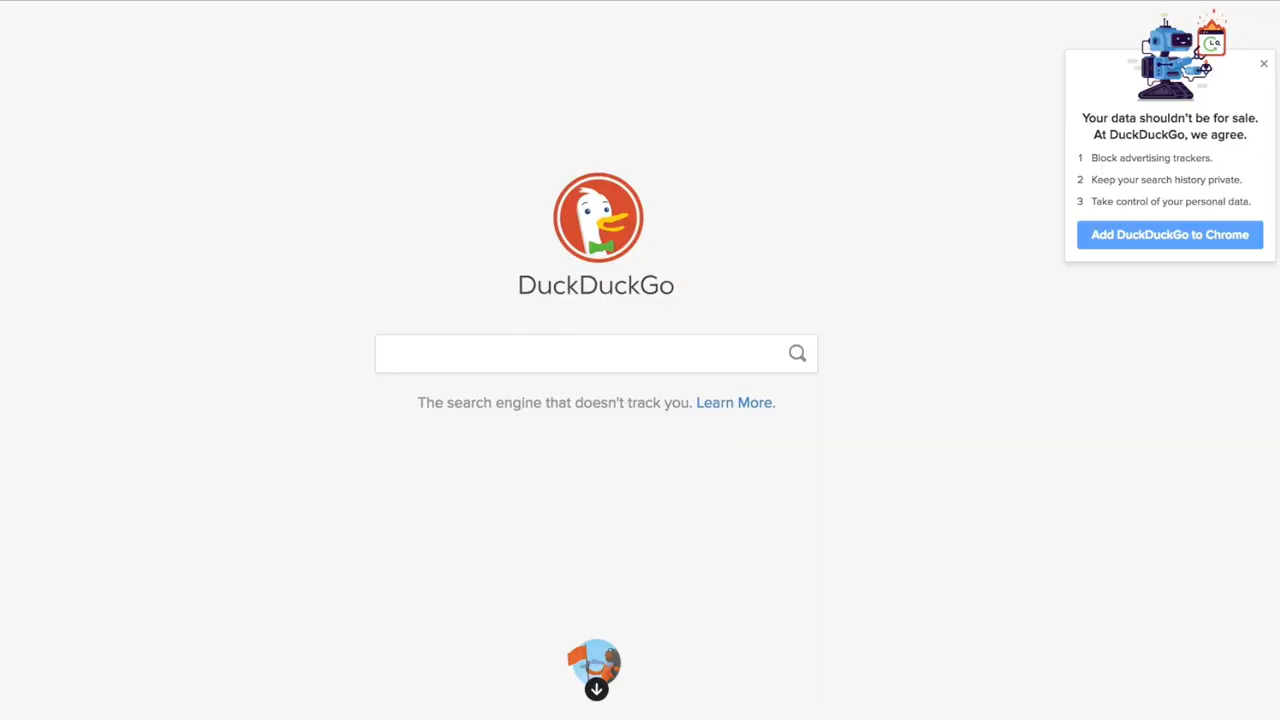 Your data shouldn't be for sale.
At DuckDuckGo, we agree.
1 Block advertising trackers.
2 Keep your search history private.
3 Take control of your personal data.
Add DuckDuckGo to Chrome
DuckDuckGo
The search engine that doesn't track you. Learn More.